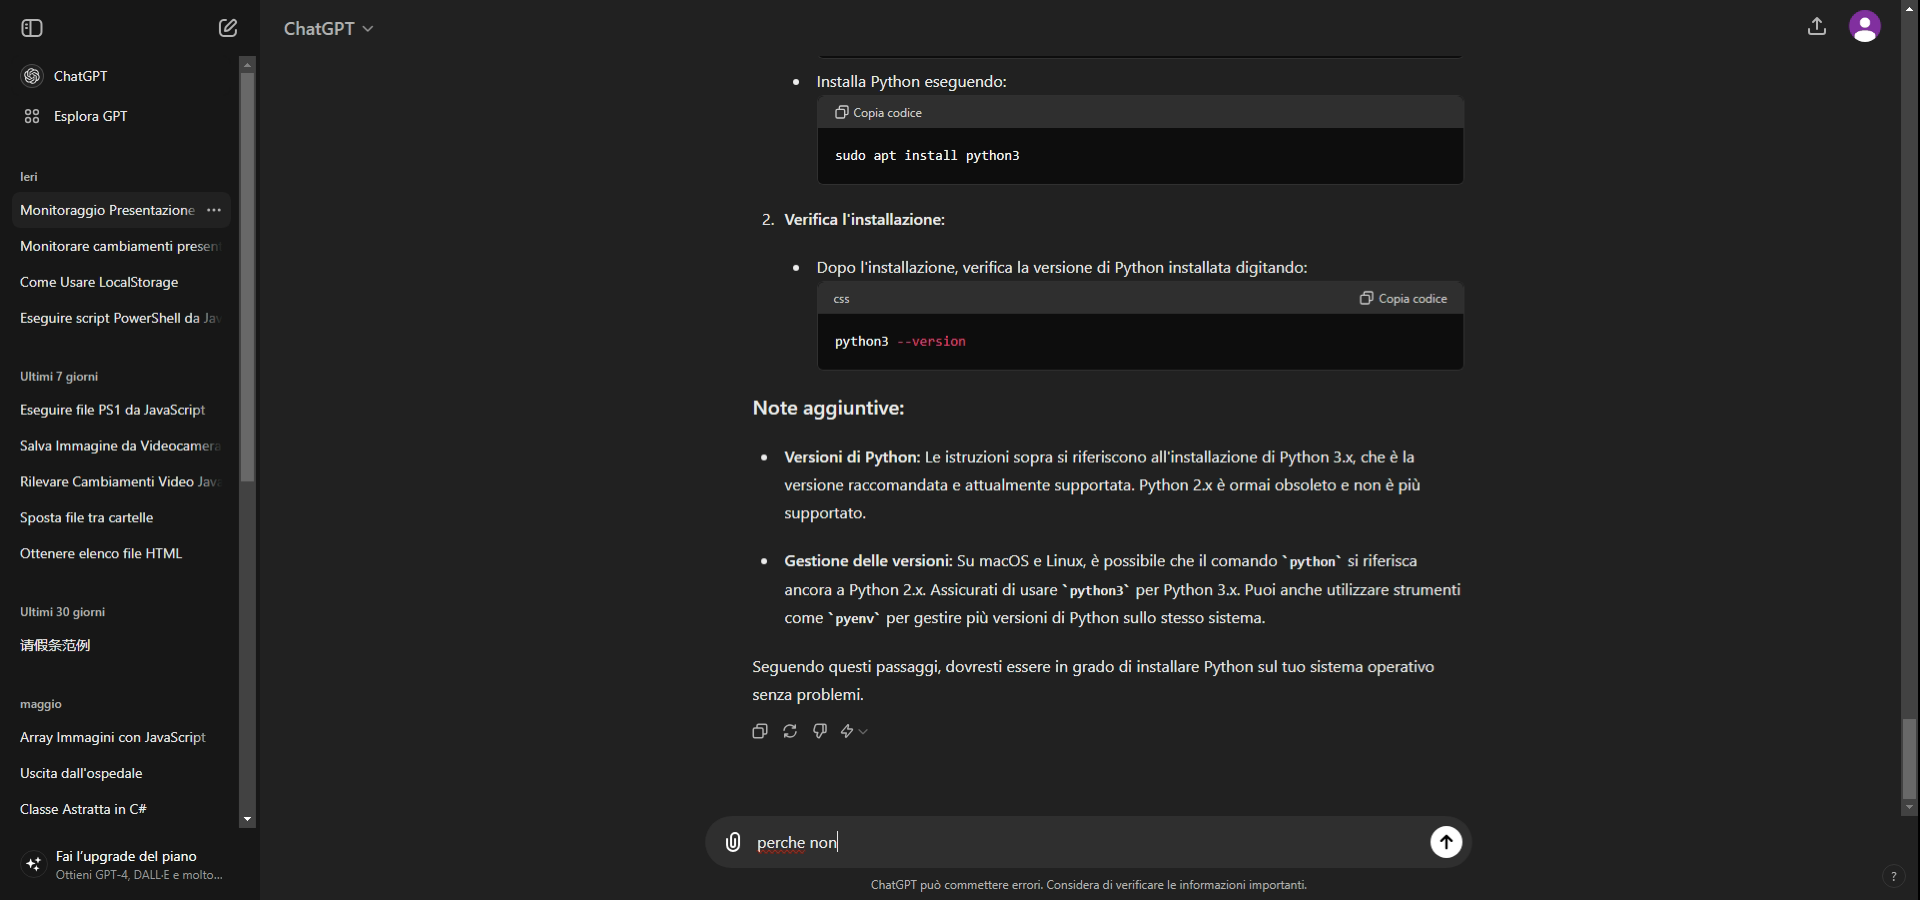 ChatGPT
Esplora GPT
Ieri
Monitoraggio Presentazione
Monitorare cambiamenti present
Come Usare LocalStorage
Eseguire script PowerShell da Jav
Ultimi 7 giorni
Eseguire file PS1 da JavaScript
Salva Immagine da Videocamera
Rilevare Cambiamenti Video Java
Sposta file tra cartelle
Ottenere elenco file HTML
Ultimi 30 giorni
请假条范例
maggio
Array Immagini con JavaScript
Uscita dall'ospedale
Classe Astratta in C#
Fai l’upgrade del piano
Ottieni GPT-4, DALL·E e molto...
ChatGPT
Installa Python eseguendo:
Copia codice
sudo apt install python3
2. Verifica l'installazione:
Dopo l'installazione, verifica la versione di Python installata digitando:
css Copia codice
python3 --version
Note aggiuntive:
Versioni di Python: Le istruzioni sopra si riferiscono all'installazione di Python 3.x, che è la
versione raccomandata e attualmente supportata. Python 2.x è ormai obsoleto e non è più
supportato.
Gestione delle versioni: Su macOS e Linux, è possibile che il comando `python` si riferisca
ancora a Python 2.x. Assicurati di usare `python3` per Python 3.x. Puoi anche utilizzare strumenti
come `pyenv` per gestire più versioni di Python sullo stesso sistema.
Seguendo questi passaggi, dovresti essere in grado di installare Python sul tuo sistema operativo
senza problemi.
perche non
ChatGPT può commettere errori. Considera di verificare le informazioni importanti.
?